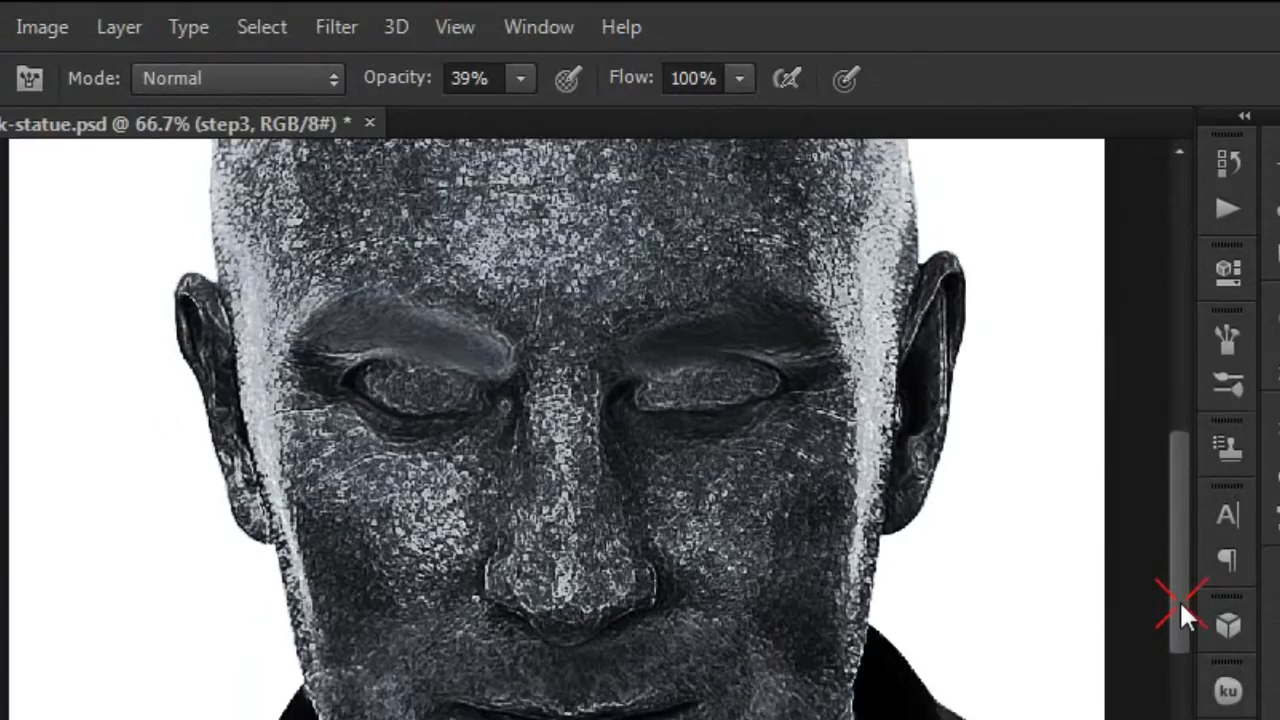 Image Layer Type Select Filter 3D View Window Help
Mode: Normal Opacity: 39% Flow: 100%
k-statue.psd @ 66.7% (step3, RGB/8#) * ×
A
ku